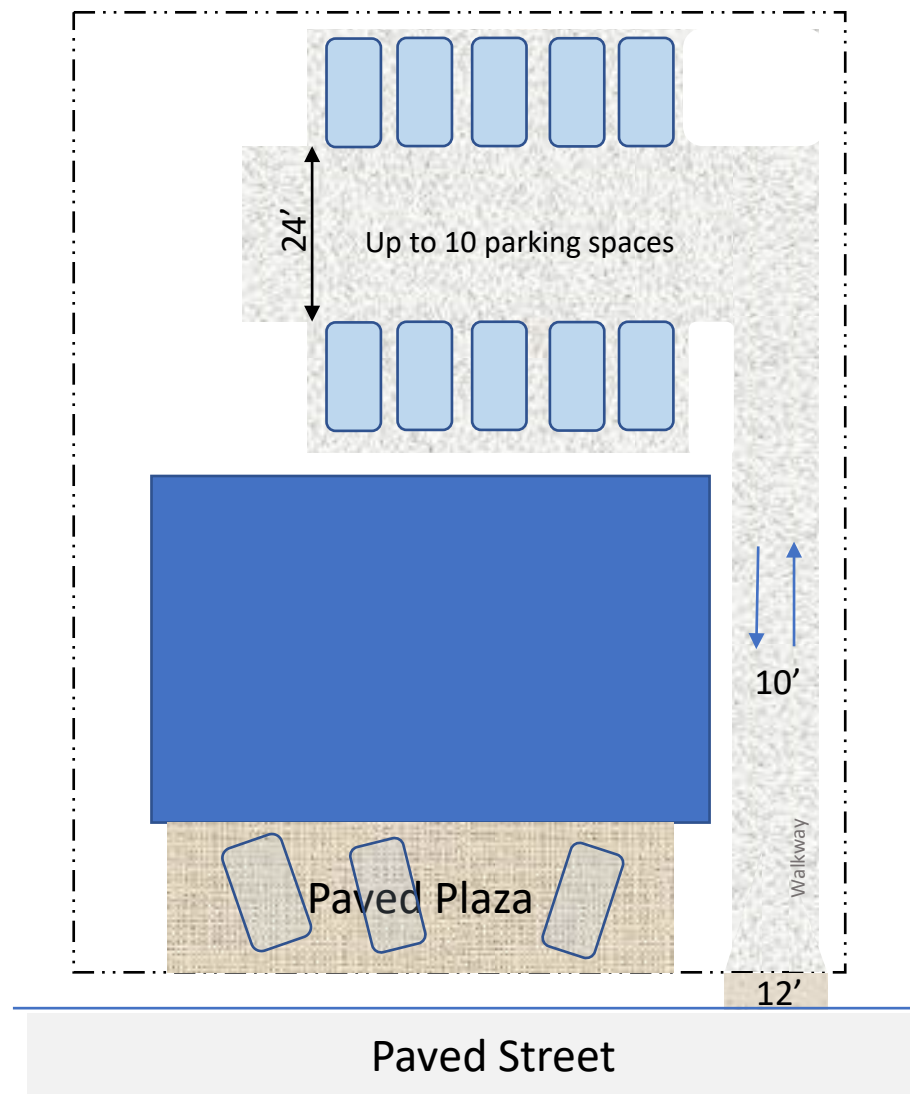 24’
Up to 10 parking spaces
10’
Walkway
Paved Plaza
12’
Paved Street